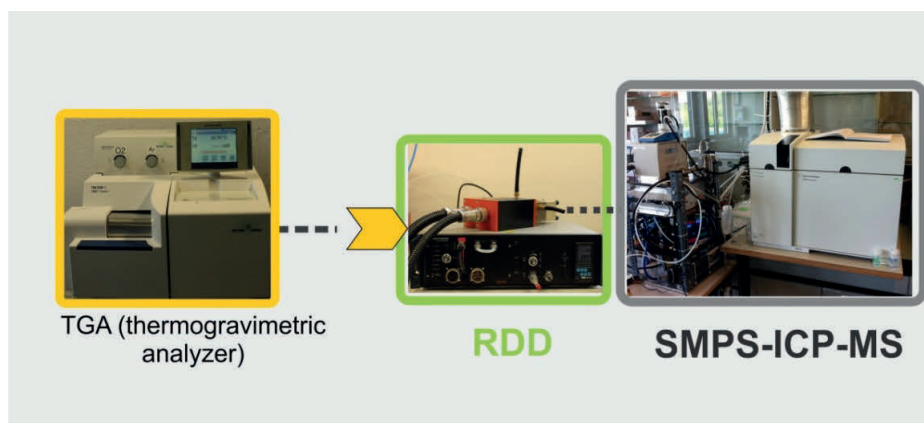 O2
Ar
TGA (thermogravimetric
analyzer)
RDD
SMPS-ICP-MS